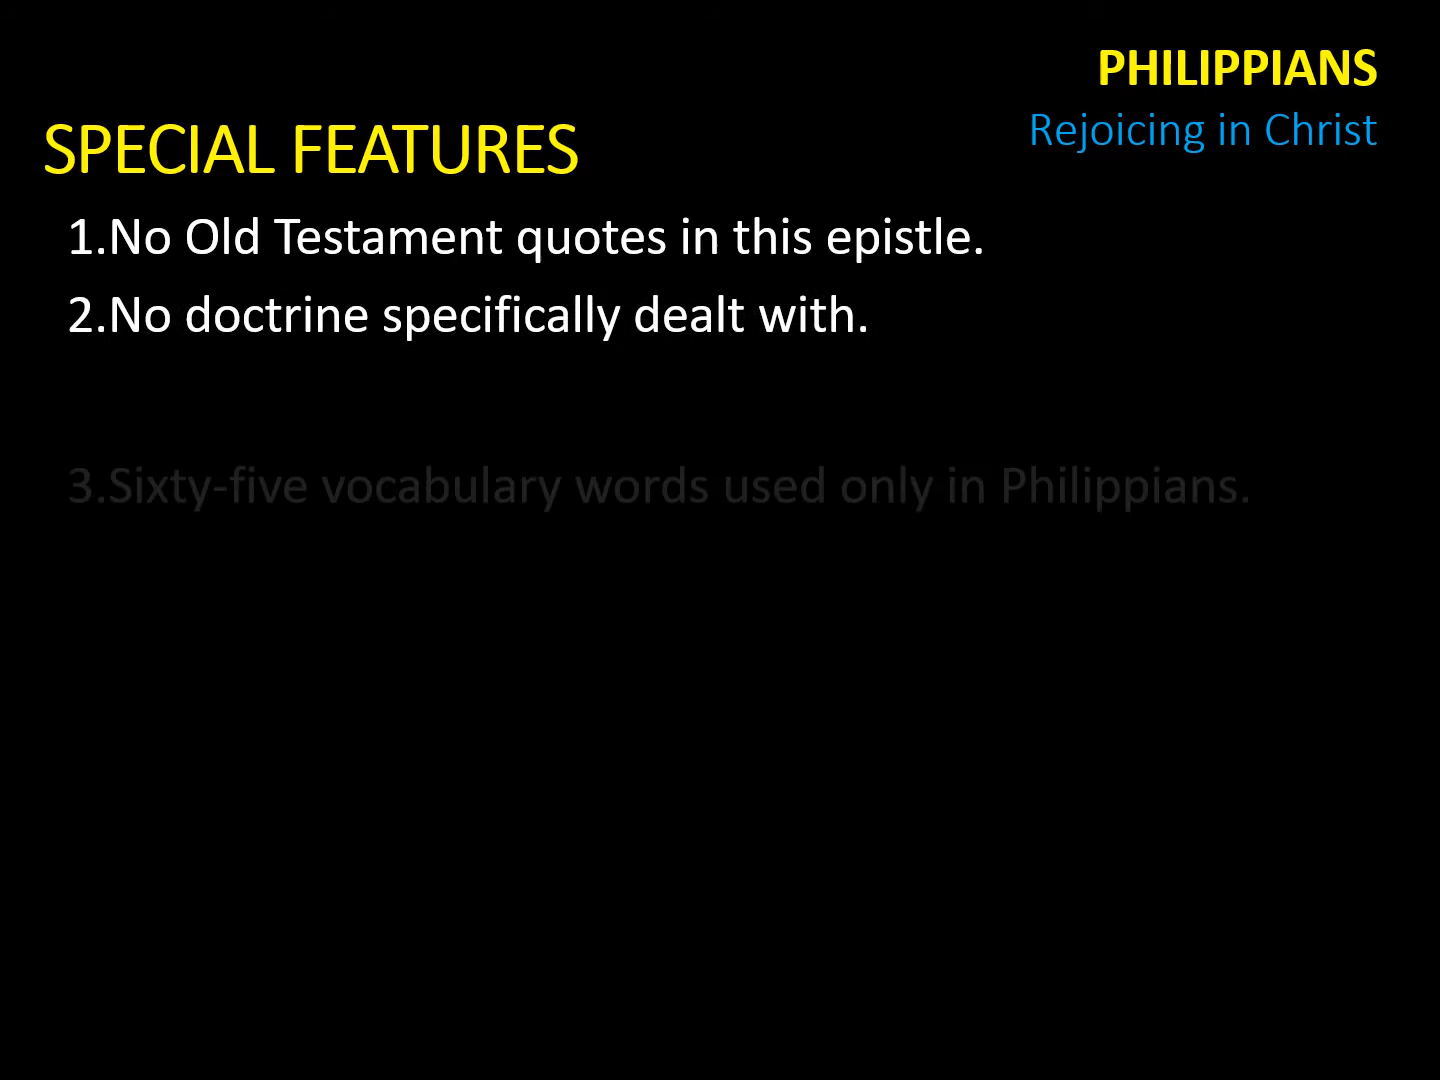 PHILIPPIANS
Rejoicing in Christ
SPECIAL FEATURES
1.No Old Testament quotes in this epistle.
2.No doctrine specifically dealt with.
3.Sixty-five vocabulary words used only in Philippians.